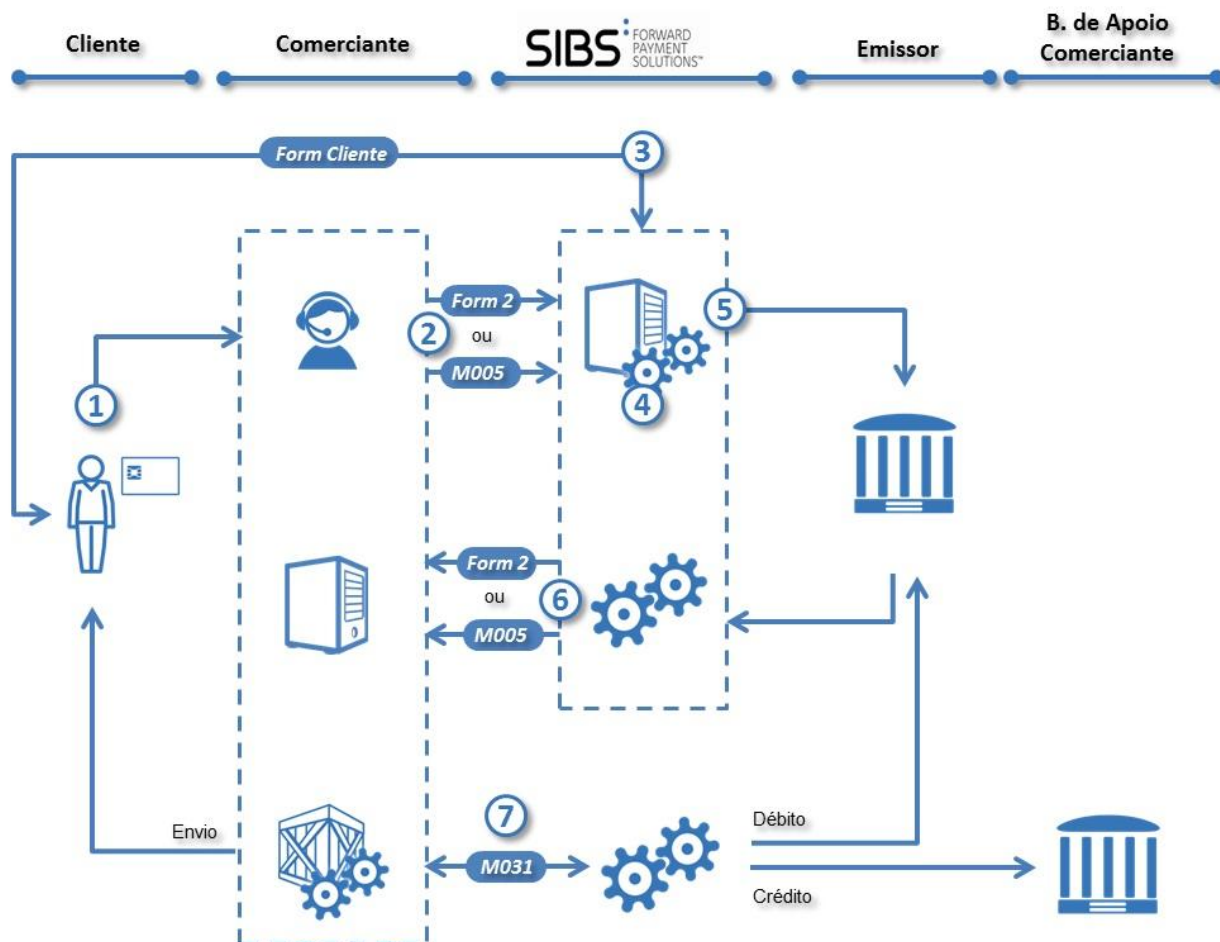 Cliente
Comerciante
SIBS FORWARD
PAYMENT
SOLUTIONS™
Emissor
B. de Apoio
Comerciante
Form Cliente
3
Form 2
5
2
ou
M005
1
4
Form 2
ou
6
M005
7
Envio
M031
Débito
Crédito